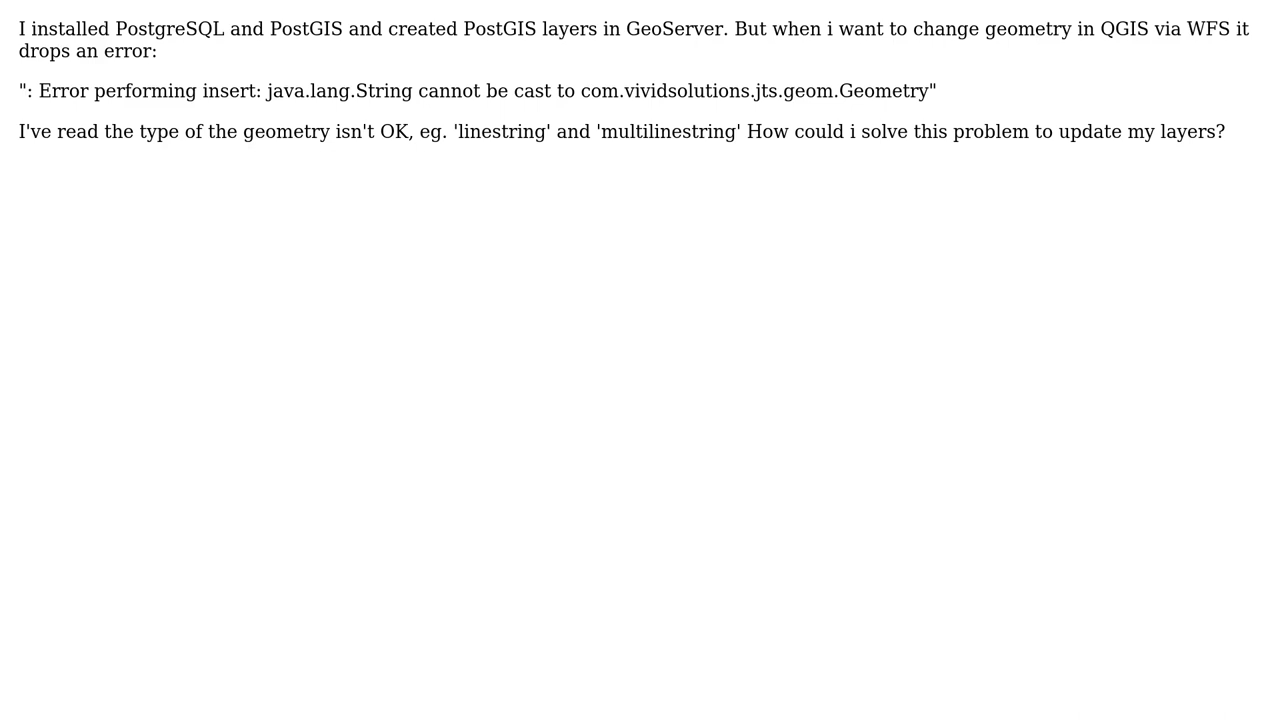 I installed PostgreSQL and PostGIS and created PostGIS layers in GeoServer. But when i want to change geometry in QGIS via WFS it
drops an error:
": Error performing insert: java.lang.String cannot be cast to com.vividsolutions.jts.geom.Geometry"
I've read the type of the geometry isn't OK, eg. 'linestring' and 'multilinestring' How could i solve this problem to update my layers?